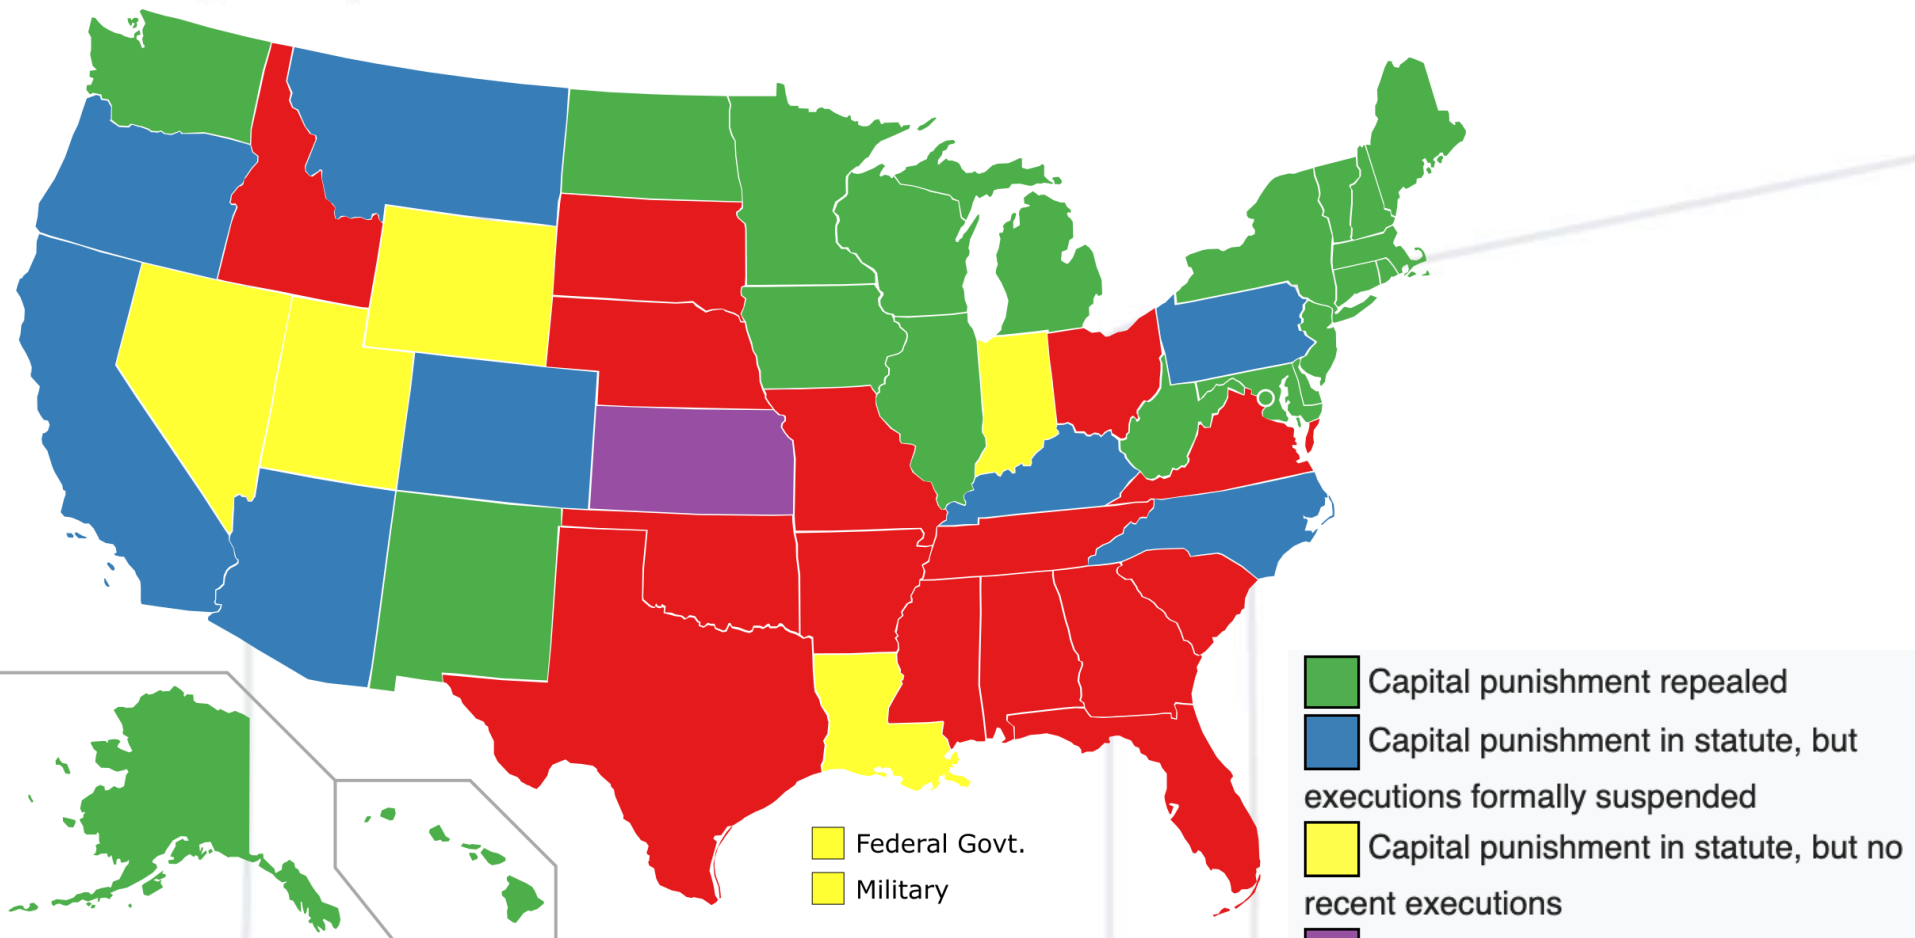 Capital punishment repealed
Capital punishment in statute, but
executions formally suspended
Federal Govt.
Capital punishment in statute, but no
Military
recent executions